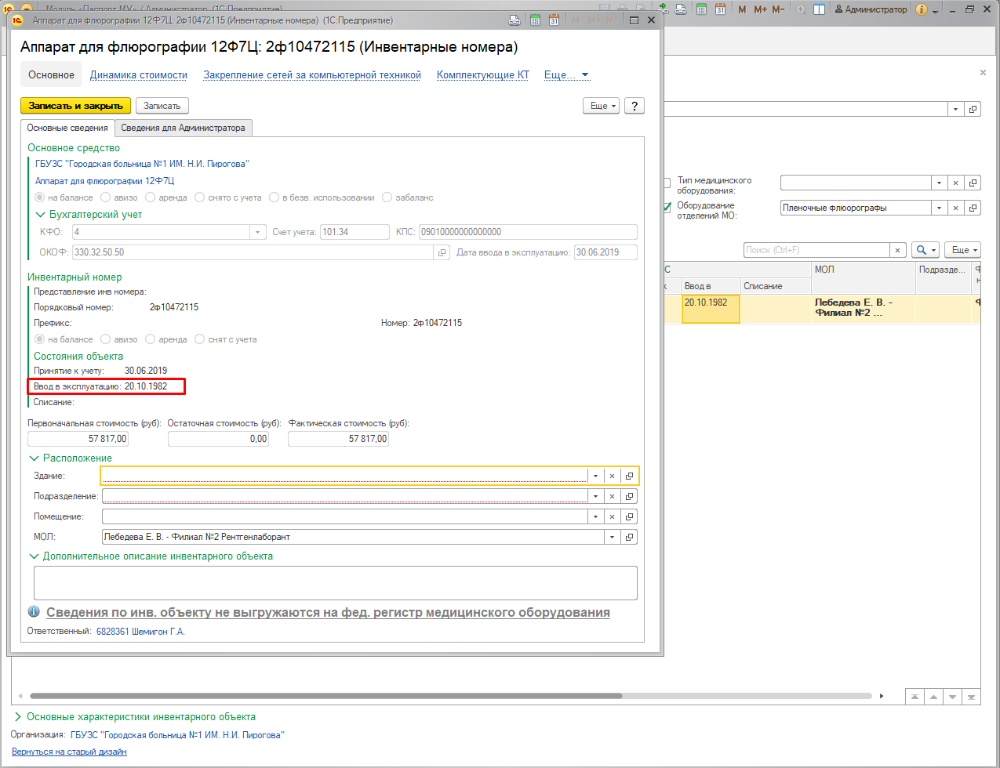 Модуль «Паспорт МУ» / Администратор (1С:Предприятие)
M M+ M- Администратор
Аппарат для флюрографии 12Ф7Ц: 2ф10472115 (Инвентарные номера) (1С:Предприятие)
M M+ M-
Аппарат для флюрографии 12Ф7Ц: 2ф10472115 (Инвентарные номера)
Основное Динамика стоимости Закрепление сетей за компьютерной техникой Комплектующие КТ Еще...
Записать и закрыть Записать Еще ?
Основные сведения Сведения для Администратора
Основное средство
ГБУЗС "Городская больница №1 ИМ. Н.И. Пирогова"
Аппарат для флюрографии 12Ф7Ц
на балансе авизо аренда снято с учета в безв. использовании забаланс
Бухгалтерский учет
КФО: 4 Счет учета: 101.34 КПС: 09010000000000000
ОКОФ: 330.32.50.50 Дата ввода в эксплуатацию: 30.06.2019
Инвентарный номер
Представление инв номера:
Порядковый номер: 2ф10472115
Префикс: Номер: 2ф10472115
на балансе авизо аренда снят с учета
Состояния объекта
Принятие к учету: 30.06.2019
Ввод в эксплуатацию: 20.10.1982
Списание:
Первоначальная стоимость (руб): Остаточная стоимость (руб): Фактическая стоимость (руб):
57 817,00 0,00 57 817,00
Расположение
Здание:
Подразделение:
Помещение:
МОЛ: Лебедева Е. В. - Филиал №2 Рентгенлаборант
Дополнительное описание инвентарного объекта
Сведения по инв. объекту не выгружаются на фед. регистр медицинского оборудования
Ответственный: 6828361 Шемигон Г.А.
Тип медицинского
оборудования:
Оборудование
отделений МО:
Пленочные флюорографы
Поиск (Ctrl+F) Еще
С МОЛ Подразде... Ф
к Ввод в Списание н
20.10.1982 Лебедева Е. В. - Ф
Филиал №2 ...
Основные характеристики инвентарного объекта
Организация: ГБУЗС "Городская больница №1 ИМ. Н.И. Пирогова"
Вернуться на старый дизайн